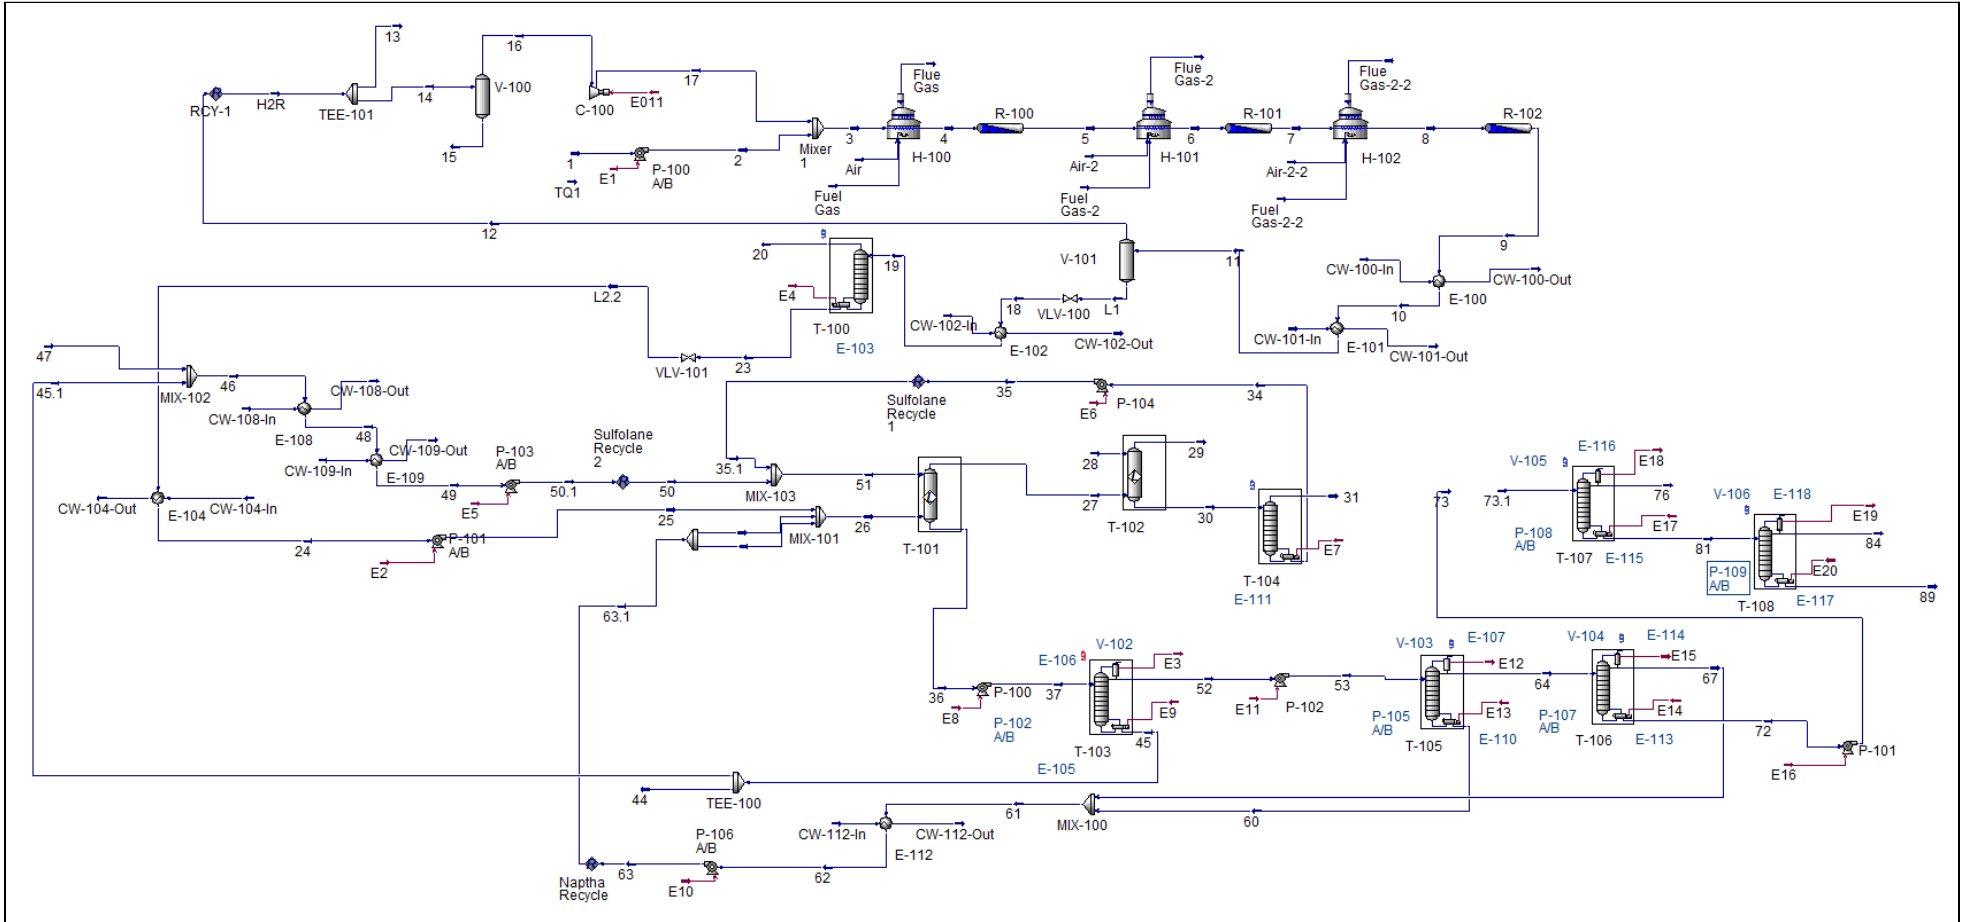 13
16
17
V-100
14
RCY-1
H2R
TEE-101
C-100
E011
15
Mixer
1
3
1
2
E1
P-100
A/B
TQ1
Flue
Gas
H-100
4
Air
Fuel
Gas
R-100
5
Flue
Gas-2
H-101
6
Air-2
Fuel
Gas-2
R-101
7
Flue
Gas-2-2
H-102
8
Air-2-2
Fuel
Gas-2-2
R-102
9
12
20
19
V-101
11
CW-100-In
CW-100-Out
E-100
10
L2.2
E4
T-100
E-103
18
VLV-100
L1
CW-102-In
CW-102-Out
E-102
CW-101-In
E-101
CW-101-Out
VLV-101
23
47
46
45.1
MIX-102
CW-108-Out
CW-108-In
E-108
48
CW-109-Out
CW-109-In
E-109
49
P-103
A/B
E5
50.1
Sulfolane
Recycle
2
50
CW-104-Out
E-104
CW-104-In
24
E2
P-101
A/B
25
Sulfolane
Recycle
1
35
E6
P-104
34
35.1
MIX-103
51
MIX-101
26
T-101
27
28
29
T-102
30
31
E7
T-104
E-111
63.1
73
73.1
V-105
E-116
E18
76
P-108
A/B
E17
T-107
E-115
81
V-106
E-118
E19
84
P-109
A/B
E20
T-108
E-117
89
36
E8
P-100
P-102
A/B
37
E-106
V-102
E3
E9
T-103
45
E-105
52
E11
P-102
53
V-103
E-107
E12
P-105
A/B
E13
T-105
E-110
64
V-104
E-114
E15
67
P-107
A/B
E14
T-106
E-113
72
E16
P-101
44
TEE-100
MIX-100
61
60
CW-112-In
CW-112-Out
E-112
P-106
A/B
E10
62
63
Naptha
Recycle